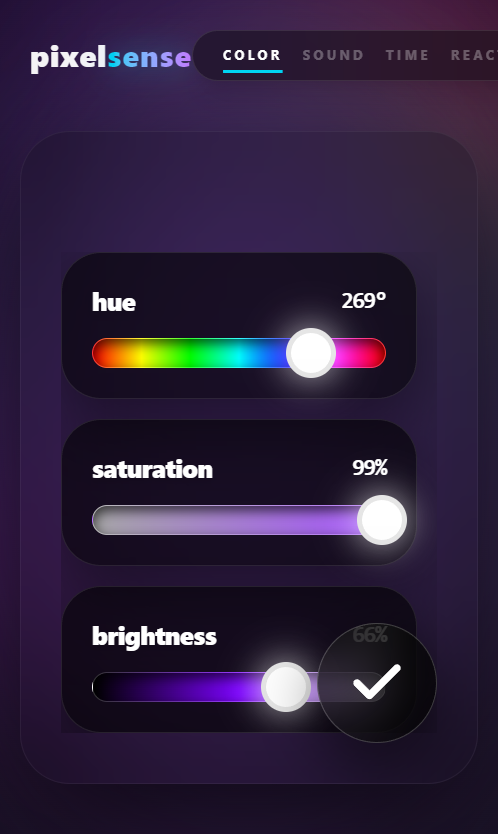 pixelsense
COLOR SOUND TIME
hue 269°
saturation 99%
brightness 66%